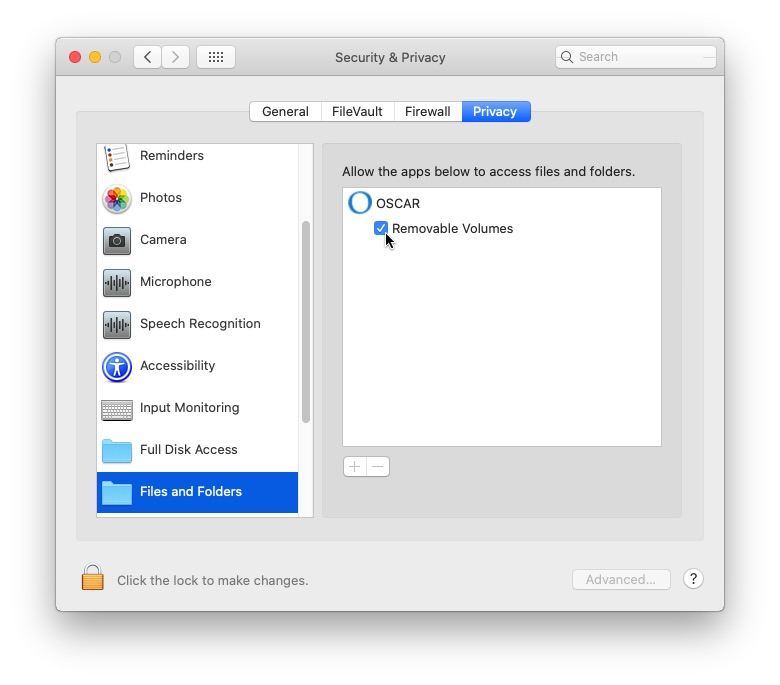 Security & Privacy
Search
General FileVault Firewall Privacy
Reminders
Photos
Camera
Microphone
Speech Recognition
Accessibility
Input Monitoring
Full Disk Access
Files and Folders
Allow the apps below to access files and folders.
OSCAR
Removable Volumes
Click the lock to make changes.
Advanced...
?